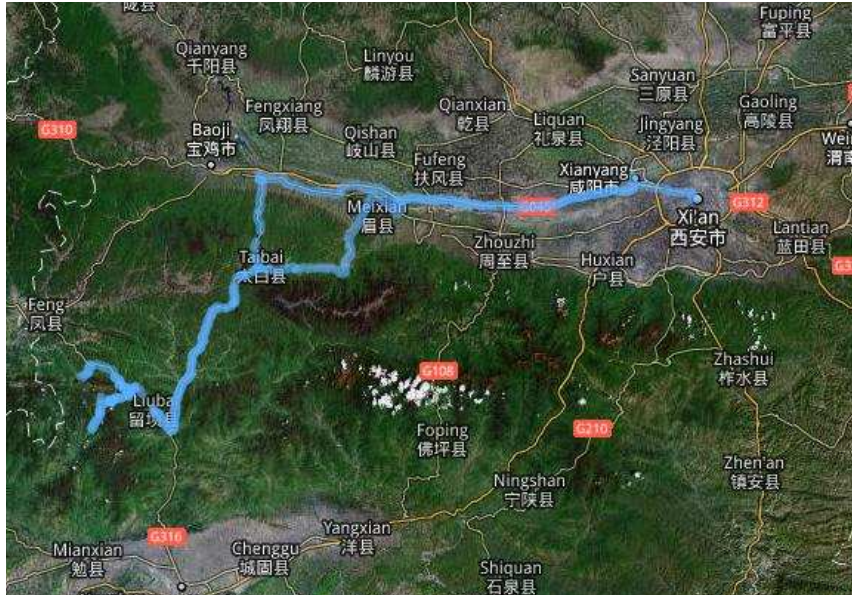 陇县
Fuping
富平县
Qianyang
千阳县
Linyou
麟游县
Sanyuan
三原县
Fengxiang
凤翔县
Qianxian
乾县
Gaoling
高陵县
G310
Baoji
宝鸡市
Qishan
岐山县
Liquan
礼泉县
Jingyang
泾阳县
Wei
渭南
Fufeng
扶风县
Xianyang
咸阳市
Meixian
眉县
G312
Xi'an
西安市
Zhouzhi
周至县
Lantian
蓝田县
Taibai
太白县
Huxian
户县
G3
Feng
凤县
G108
Zhashui
柞水县
Liuba
留坝县
Foping
佛坪县
G210
Zhen'an
镇安县
Ningshan
宁陕县
G316
Yangxian
洋县
Mianxian
勉县
Chenggu
城固县
Shiquan
石泉县